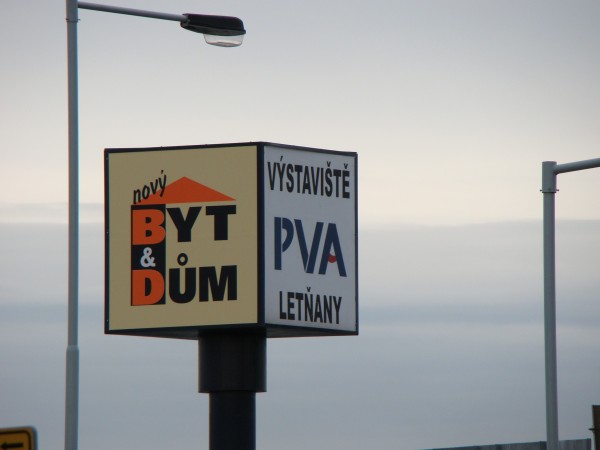 nový
BYT
&
DŮM
VÝSTAVIŠTĚ
PVA
LETŇANY